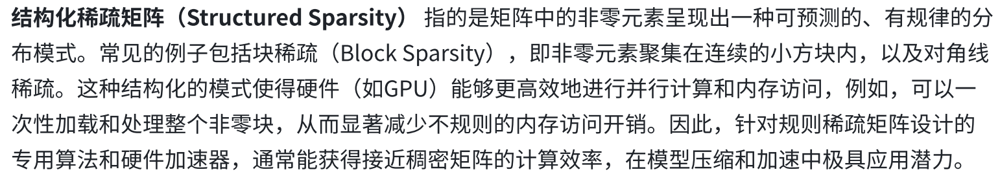 结构化稀疏矩阵（Structured Sparsity） 指的是矩阵中的非零元素呈现出一种可预测的、有规律的分
布模式。常见的例子包括块稀疏（Block Sparsity），即非零元素聚集在连续的小方块内，以及对角线
稀疏。这种结构化的模式使得硬件（如GPU）能够更高效地进行并行计算和内存访问，例如，可以一
次性加载和处理整个非零块，从而显著减少不规则的内存访问开销。因此，针对规则稀疏矩阵设计的
专用算法和硬件加速器，通常能获得接近稠密矩阵的计算效率，在模型压缩和加速中极具应用潜力。